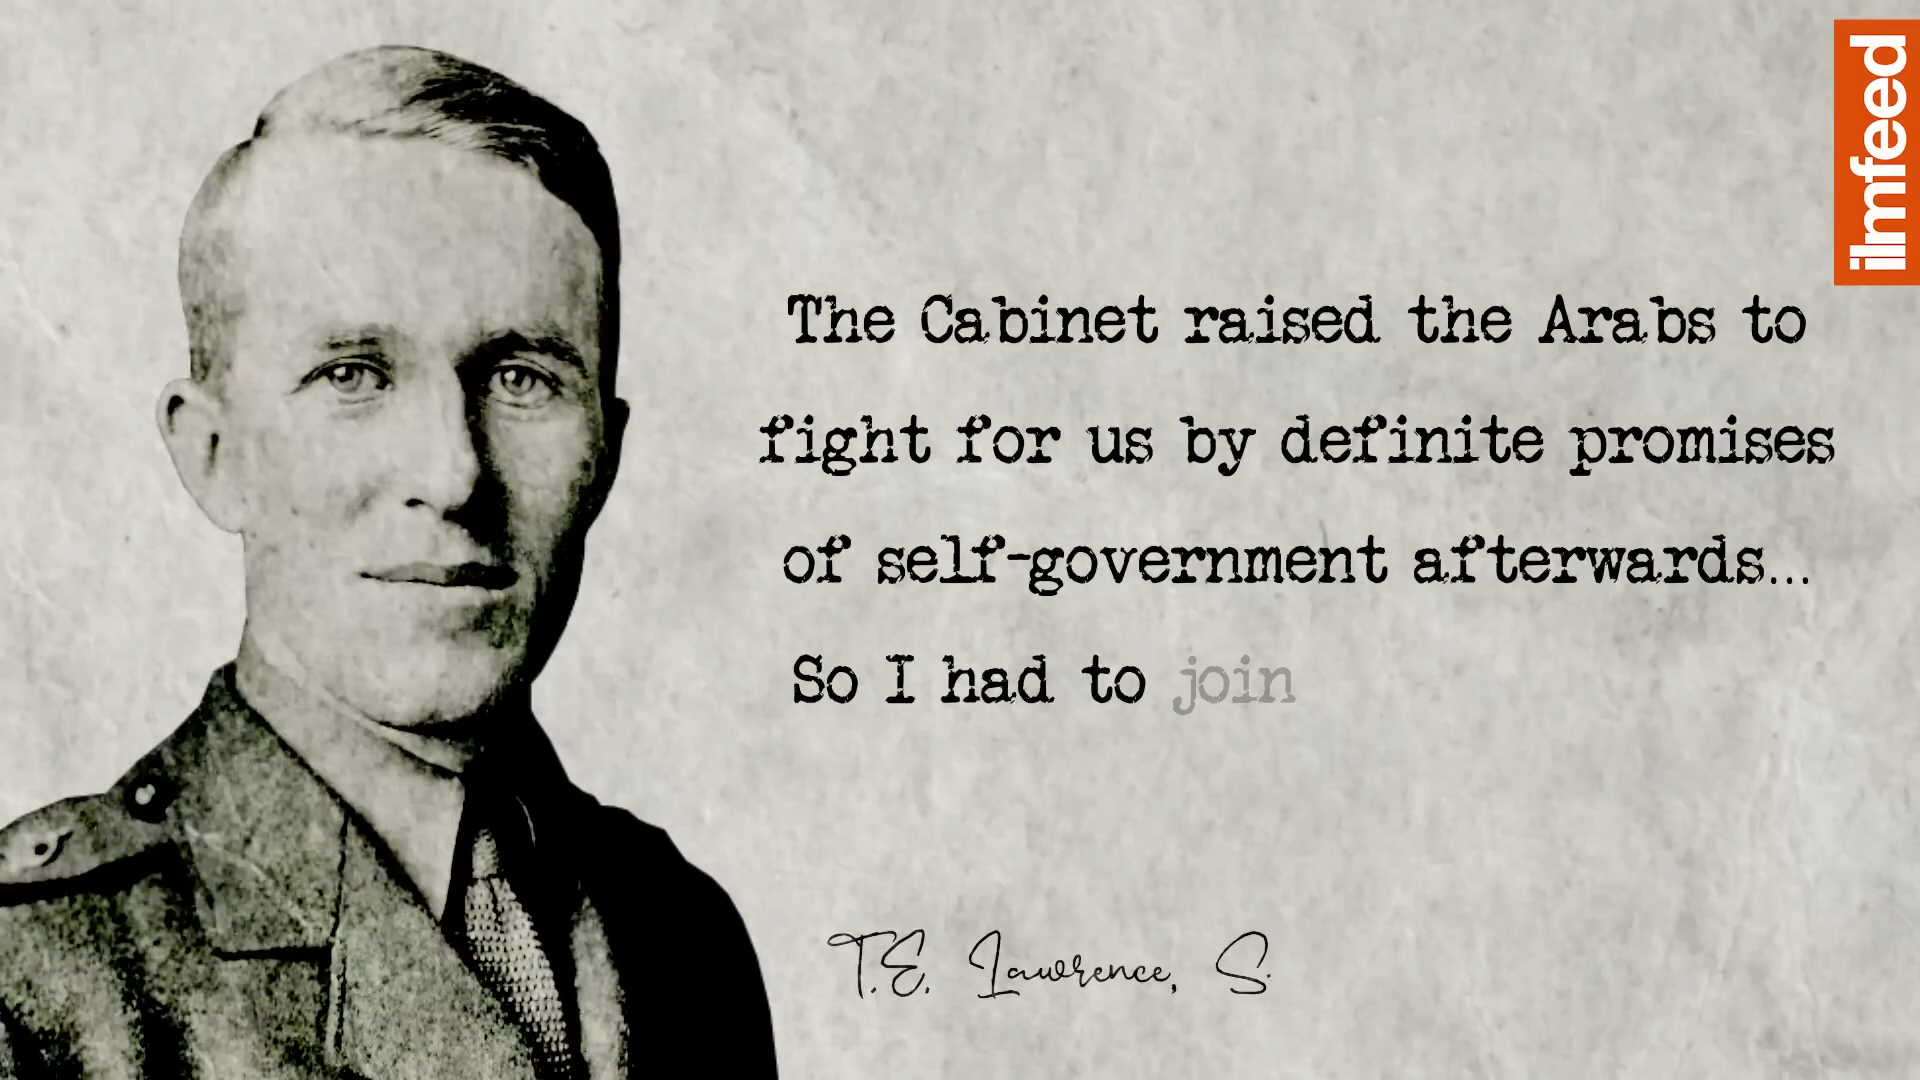 ilmfeed
The Cabinet raised the Arabs to
fight for us by definite promises
of self-government afterwards...
So I had to join
T.E. Lawrence, S.